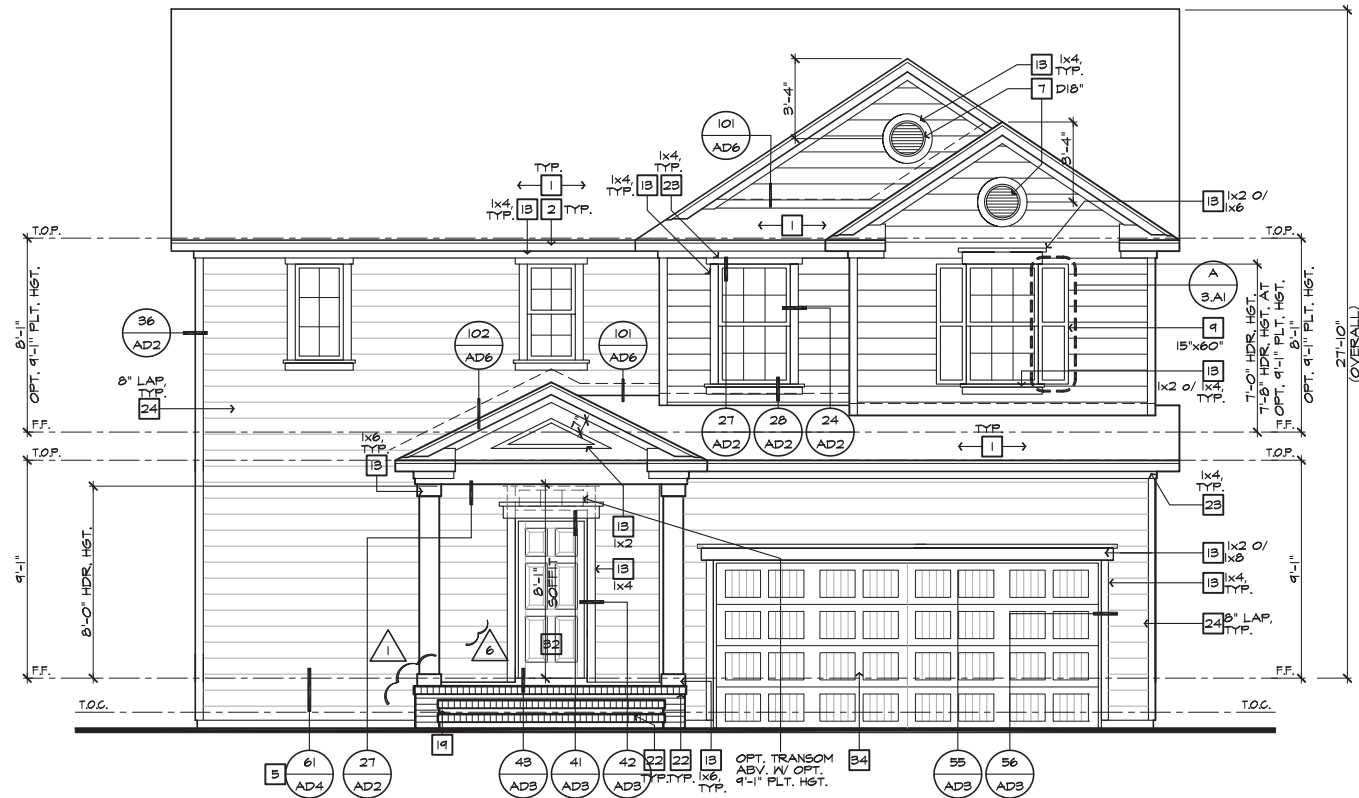 13 1x4,
TYP.
7 D18"
3'-4"
101
AD6
3'-4"
TYP.
1
1x4,
TYP.
13 2 TYP.
1x4,
TYP.
1x4,
TYP.
13 23
13 1x2 O/
1x6
1
T.O.P.
T.O.P.
8'-1"
OPT. 9'-1" PLT. HGT.
A
3.A1
36
AD2
102
AD6
101
AD6
9
15"x60"
13
1x2 O/ 1x4,
TYP.
7'-0" HDR. HGT.
7'-8" HDR. HGT. AT
OPT. 9'-1" PLT. HGT.
8'-1"
OPT. 9'-1" PLT. HGT.
27'-10"
(OVERALL)
8" LAP,
TYP.
24
27
AD2
28
AD2
24
AD2
F.F.
F.F.
TYP
1
1x6,
TYP.
13
T.O.P.
T.O.P.
1x4,
TYP.
23
9'-1"
8'-0" HDR. HGT.
13
1x2
13
1x4
8'-1"
SOFFIT
32
13 1x2 O/
1x8
13 1x4,
TYP.
24 8" LAP,
TYP.
9'-1"
1
6
F.F.
F.F.
T.O.C.
T.O.C.
19
5
61
AD4
27
AD2
43
AD3
41
AD3
42
AD3
22
TYP.
22
TYP.
13
1x6,
TYP.
OPT. TRANSOM
ABV. W/ OPT.
9'-1" PLT. HGT.
34
55
AD3
56
AD3